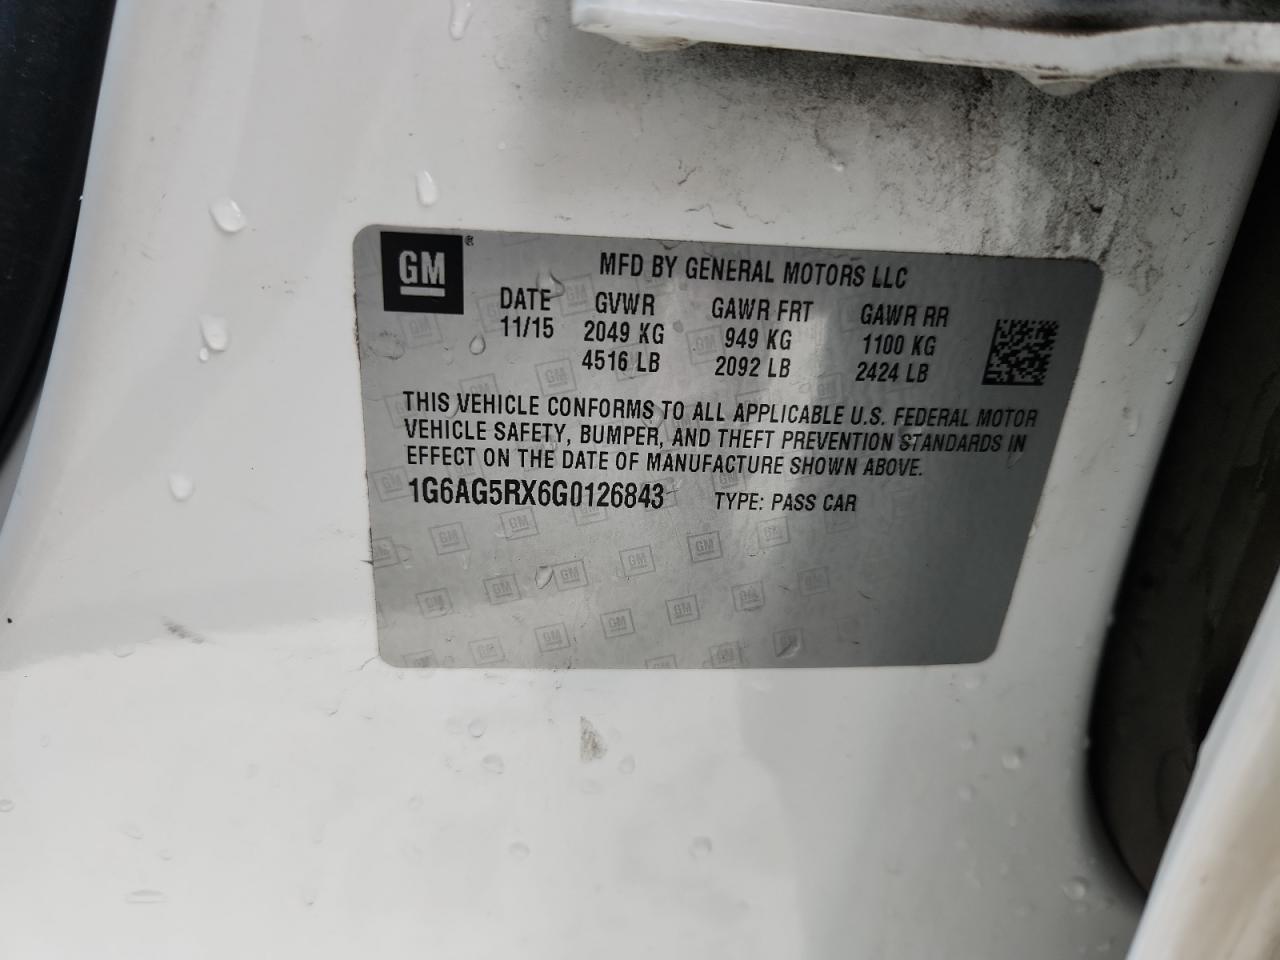 GM®
MFD BY GENERAL MOTORS LLC
DATE GVWR GAWR FRT GAWR RR
11/15 2049 KG 949 KG 1100 KG
4516 LB 2092 LB 2424 LB
THIS VEHICLE CONFORMS TO ALL APPLICABLE U.S. FEDERAL MOTOR
VEHICLE SAFETY, BUMPER, AND THEFT PREVENTION STANDARDS IN
EFFECT ON THE DATE OF MANUFACTURE SHOWN ABOVE.
1G6AG5RX6G0126843 TYPE: PASS CAR